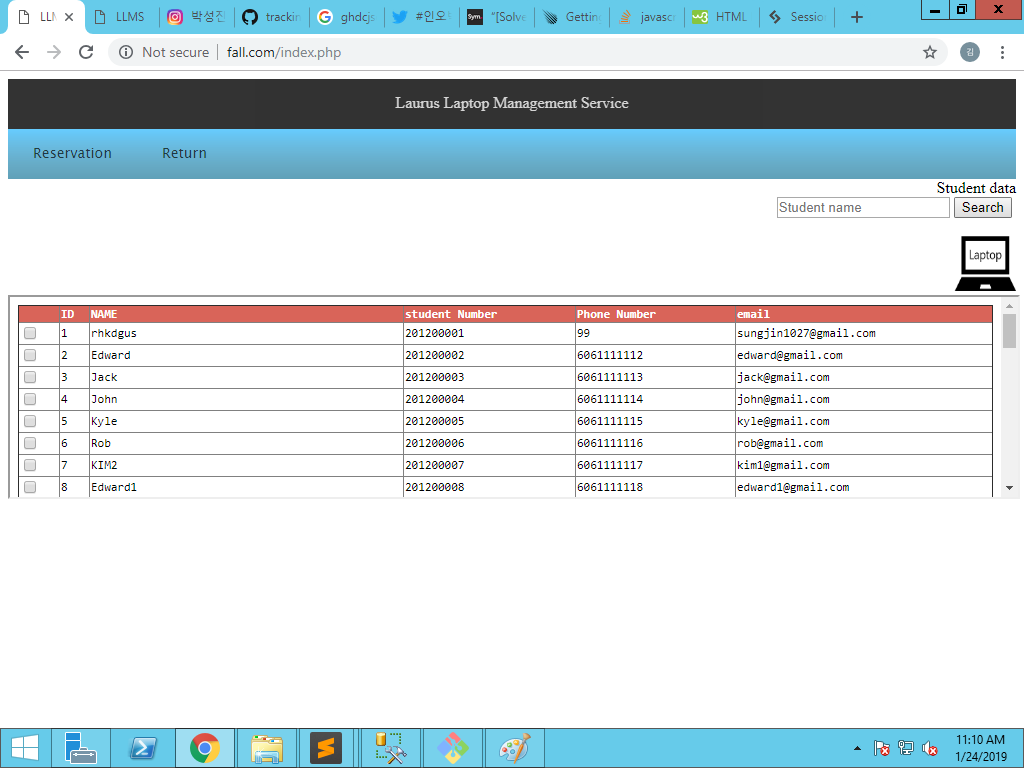 LLM
LLMS
박성진
trackin
ghdcjs
#인오
Sym.
"[Solve
Getting
javascr
W3
HTML
Sessio
Not secure
fall.com/index.php
김
Laurus Laptop Management Service
Reservation Return
Student data
Student name Search
Laptop
ID NAME student Number Phone Number email
1 rhkdgus 201200001 99 sungjin1027@gmail.com
2 Edward 201200002 6061111112 edward@gmail.com
3 Jack 201200003 6061111113 jack@gmail.com
4 John 201200004 6061111114 john@gmail.com
5 Kyle 201200005 6061111115 kyle@gmail.com
6 Rob 201200006 6061111116 rob@gmail.com
7 KIM2 201200007 6061111117 kim1@gmail.com
8 Edward1 201200008 6061111118 edward1@gmail.com
11:10 AM
1/24/2019